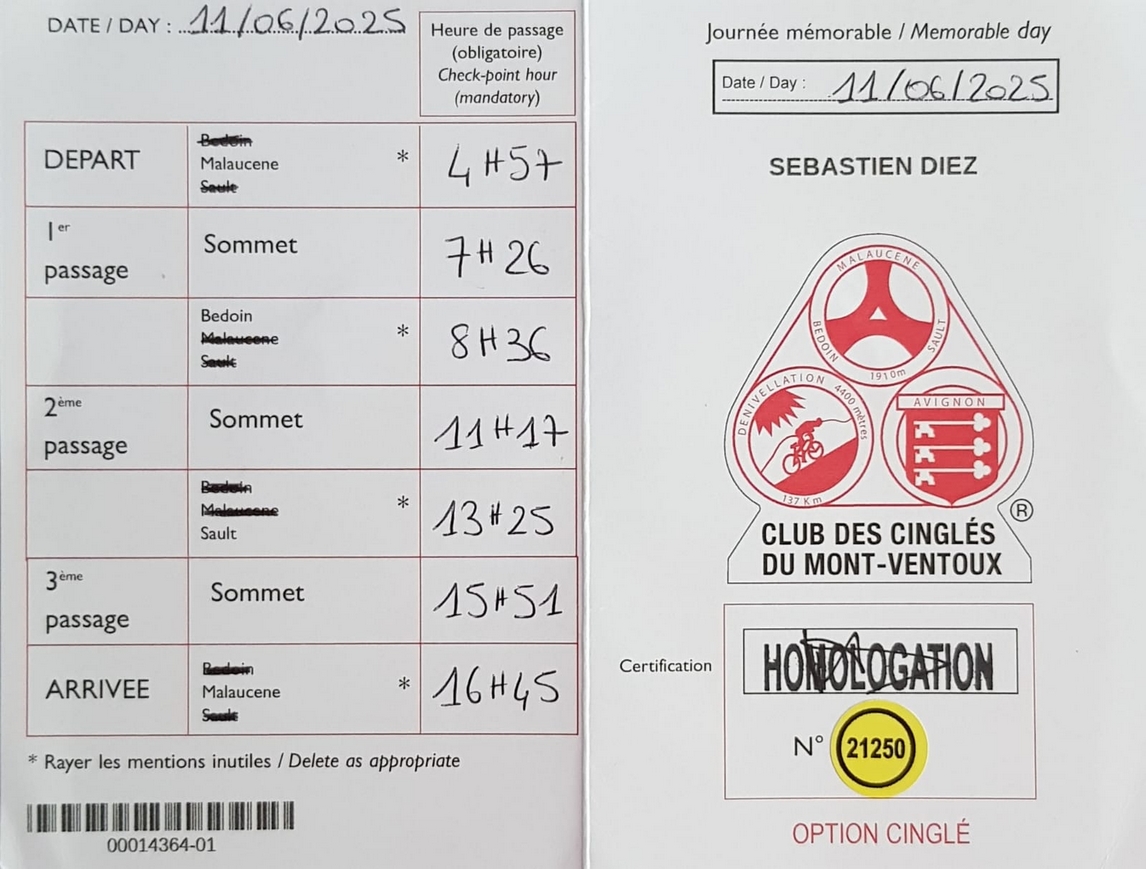 DATE / DAY : 11/06/2025
Heure de passage
(obligatoire)
Check-point hour
(mandatory)
DEPART
Bedoin
Malaucene
Sault
*
4H57
1er
passage
Sommet
7H26
Bedoin
Malaucene
Sault
*
8H36
2ème
passage
Sommet
11H17
Bedoin
Malaucene
Sault
*
13H25
3ème
passage
Sommet
15H51
ARRIVEE
Bedoin
Malaucene
Sault
*
16H45
* Rayer les mentions inutiles / Delete as appropriate
00014364-01
Journée mémorable / Memorable day
Date / Day : 11/06/2025
SEBASTIEN DIEZ
MALAUCENE
BEDOIN
SAULT
1910m
DENIVELLATION 4400 mètres
137 Km
AVIGNON
®
CLUB DES CINGLÉS
DU MONT-VENTOUX
Certification
HOMOLOGATION
N° 21250
OPTION CINGLÉ